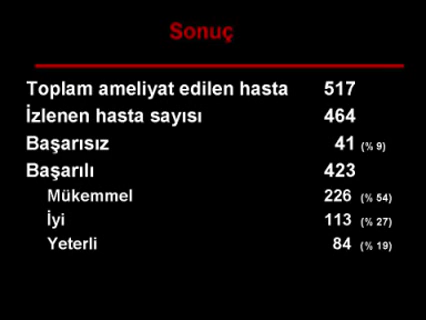 Sonuç
Toplam ameliyat edilen hasta 517
İzlenen hasta sayısı 464
Başarısız 41 (% 9)
Başarılı 423
Mükemmel 226 (% 54)
İyi 113 (% 27)
Yeterli 84 (% 19)